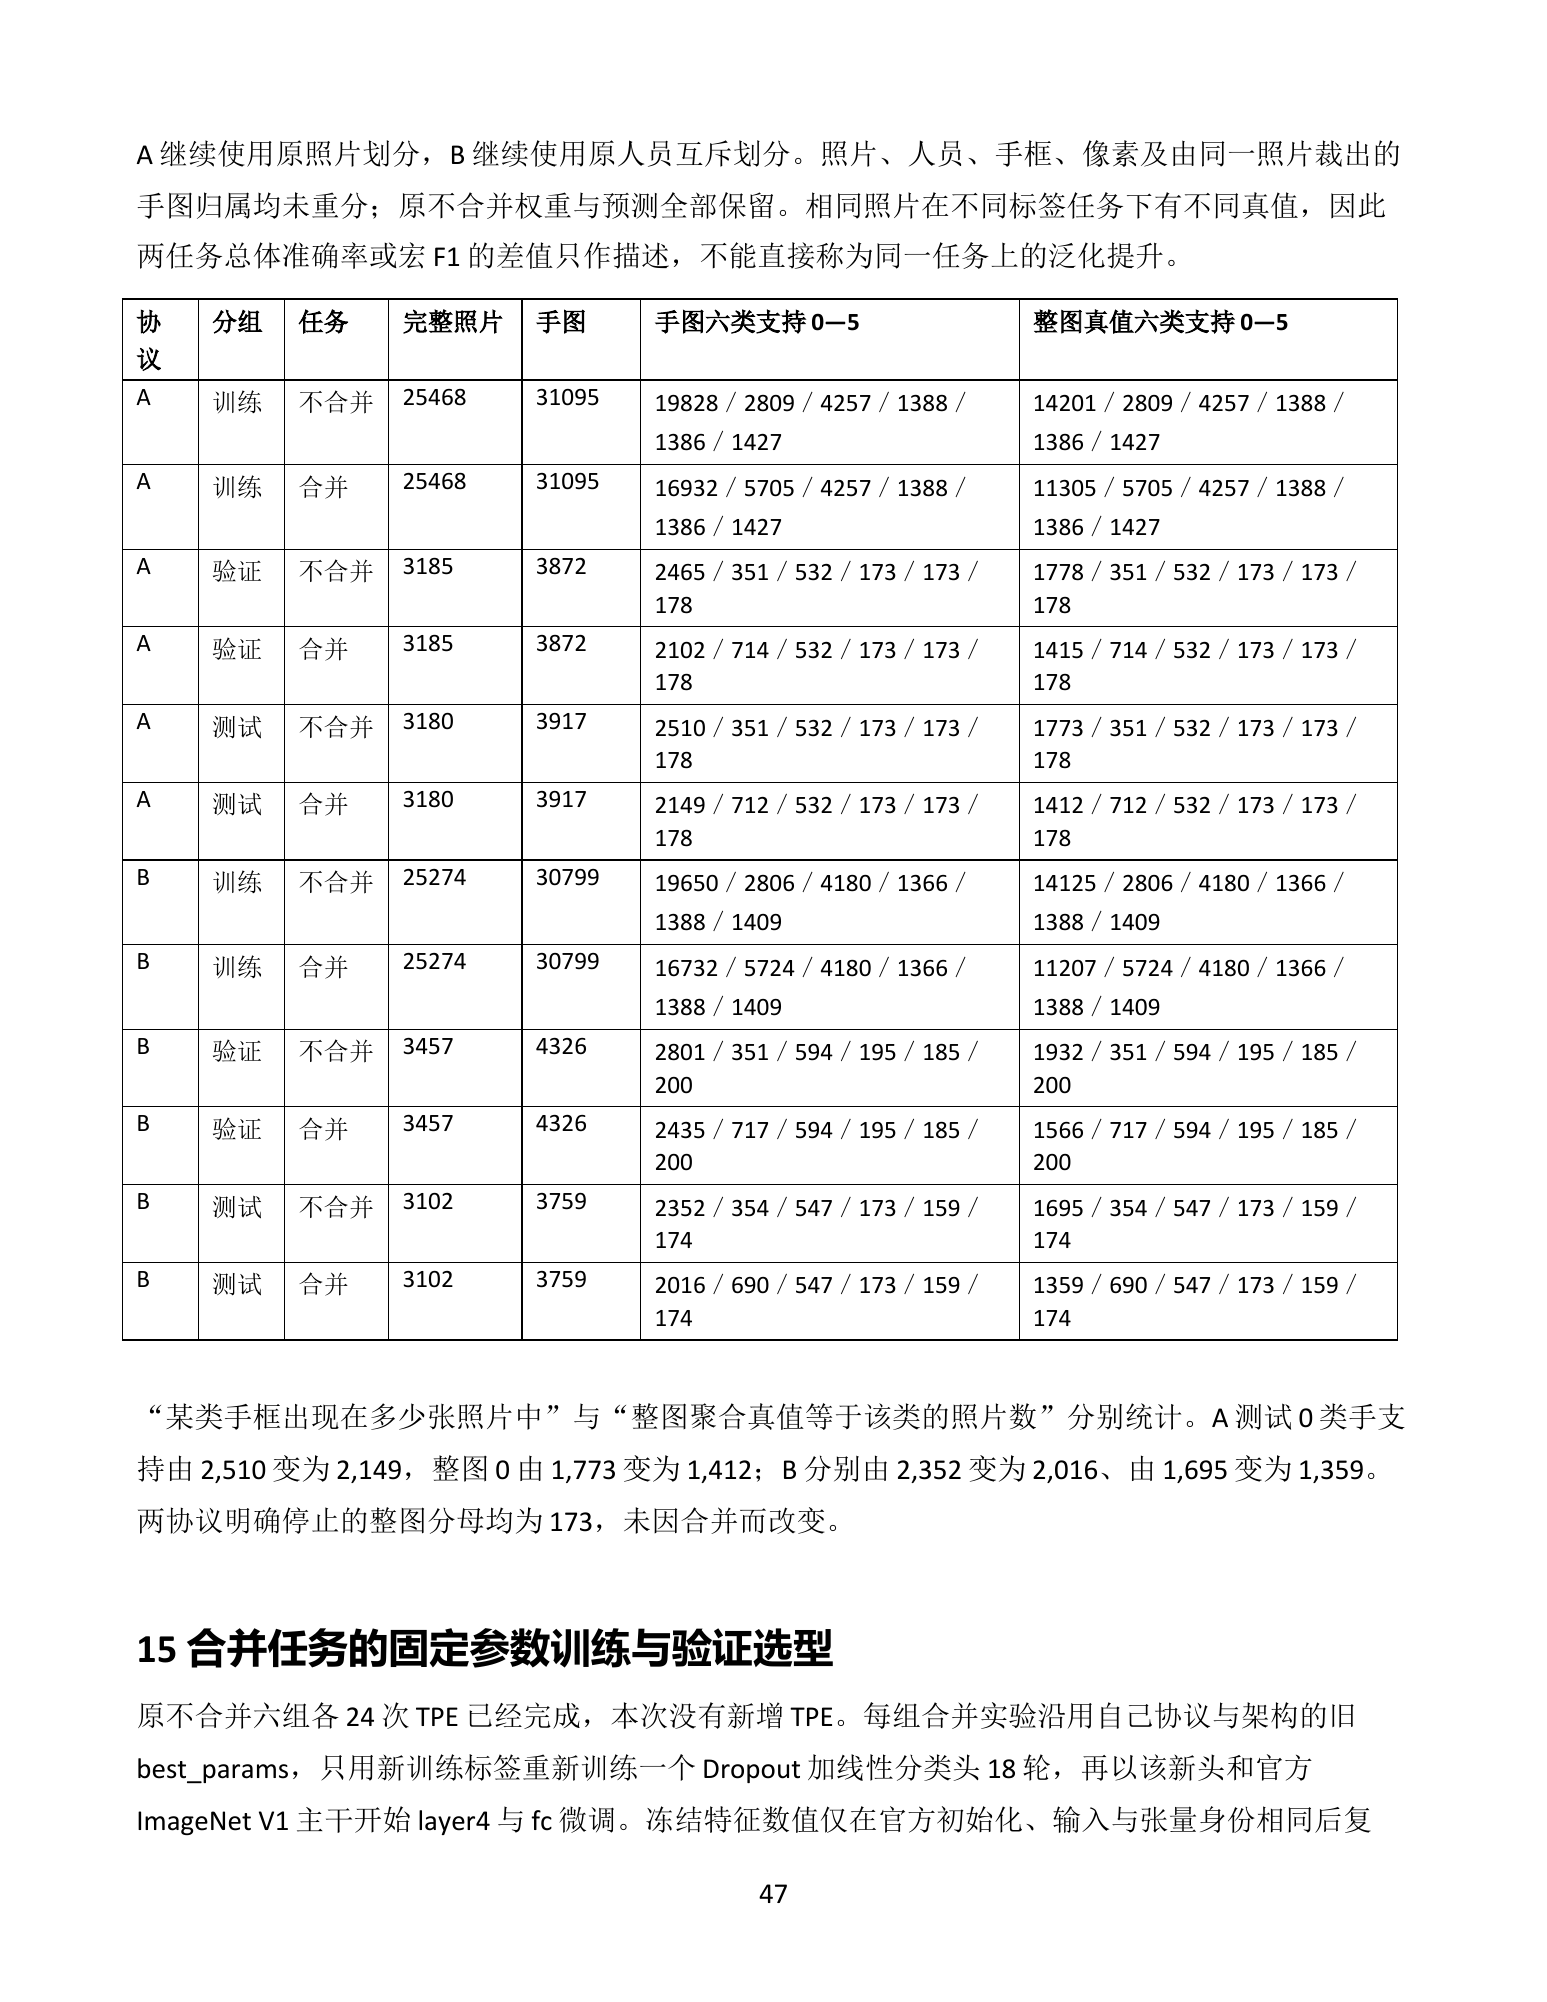 A 继续使用原照片划分，B 继续使用原人员互斥划分。照片、人员、手框、像素及由同一照片裁出的
手图归属均未重分；原不合并权重与预测全部保留。相同照片在不同标签任务下有不同真值，因此
两任务总体准确率或宏 F1 的差值只作描述，不能直接称为同一任务上的泛化提升。
协议 分组 任务 完整照片 手图 手图六类支持 0—5 整图真值六类支持 0—5
A 训练 不合并 25468 31095 19828 / 2809 / 4257 / 1388 / 1386 / 1427 14201 / 2809 / 4257 / 1388 / 1386 / 1427
A 训练 合并 25468 31095 16932 / 5705 / 4257 / 1388 / 1386 / 1427 11305 / 5705 / 4257 / 1388 / 1386 / 1427
A 验证 不合并 3185 3872 2465 / 351 / 532 / 173 / 173 / 178 1778 / 351 / 532 / 173 / 173 / 178
A 验证 合并 3185 3872 2102 / 714 / 532 / 173 / 173 / 178 1415 / 714 / 532 / 173 / 173 / 178
A 测试 不合并 3180 3917 2510 / 351 / 532 / 173 / 173 / 178 1773 / 351 / 532 / 173 / 173 / 178
A 测试 合并 3180 3917 2149 / 712 / 532 / 173 / 173 / 178 1412 / 712 / 532 / 173 / 173 / 178
B 训练 不合并 25274 30799 19650 / 2806 / 4180 / 1366 / 1388 / 1409 14125 / 2806 / 4180 / 1366 / 1388 / 1409
B 训练 合并 25274 30799 16732 / 5724 / 4180 / 1366 / 1388 / 1409 11207 / 5724 / 4180 / 1366 / 1388 / 1409
B 验证 不合并 3457 4326 2801 / 351 / 594 / 195 / 185 / 200 1932 / 351 / 594 / 195 / 185 / 200
B 验证 合并 3457 4326 2435 / 717 / 594 / 195 / 185 / 200 1566 / 717 / 594 / 195 / 185 / 200
B 测试 不合并 3102 3759 2352 / 354 / 547 / 173 / 159 / 174 1695 / 354 / 547 / 173 / 159 / 174
B 测试 合并 3102 3759 2016 / 690 / 547 / 173 / 159 / 174 1359 / 690 / 547 / 173 / 159 / 174
“某类手框出现在多少张照片中”与“整图聚合真值等于该类的照片数”分别统计。A 测试 0 类手支
持由 2,510 变为 2,149，整图 0 由 1,773 变为 1,412；B 分别由 2,352 变为 2,016、由 1,695 变为 1,359。
两协议明确停止的整图分母均为 173，未因合并而改变。
15 合并任务的固定参数训练与验证选型
原不合并六组各 24 次 TPE 已经完成，本次没有新增 TPE。每组合并实验沿用自己协议与架构的旧
best_params，只用新训练标签重新训练一个 Dropout 加线性分类头 18 轮，再以该新头和官方
ImageNet V1 主干开始 layer4 与 fc 微调。冻结特征数值仅在官方初始化、输入与张量身份相同后复
47